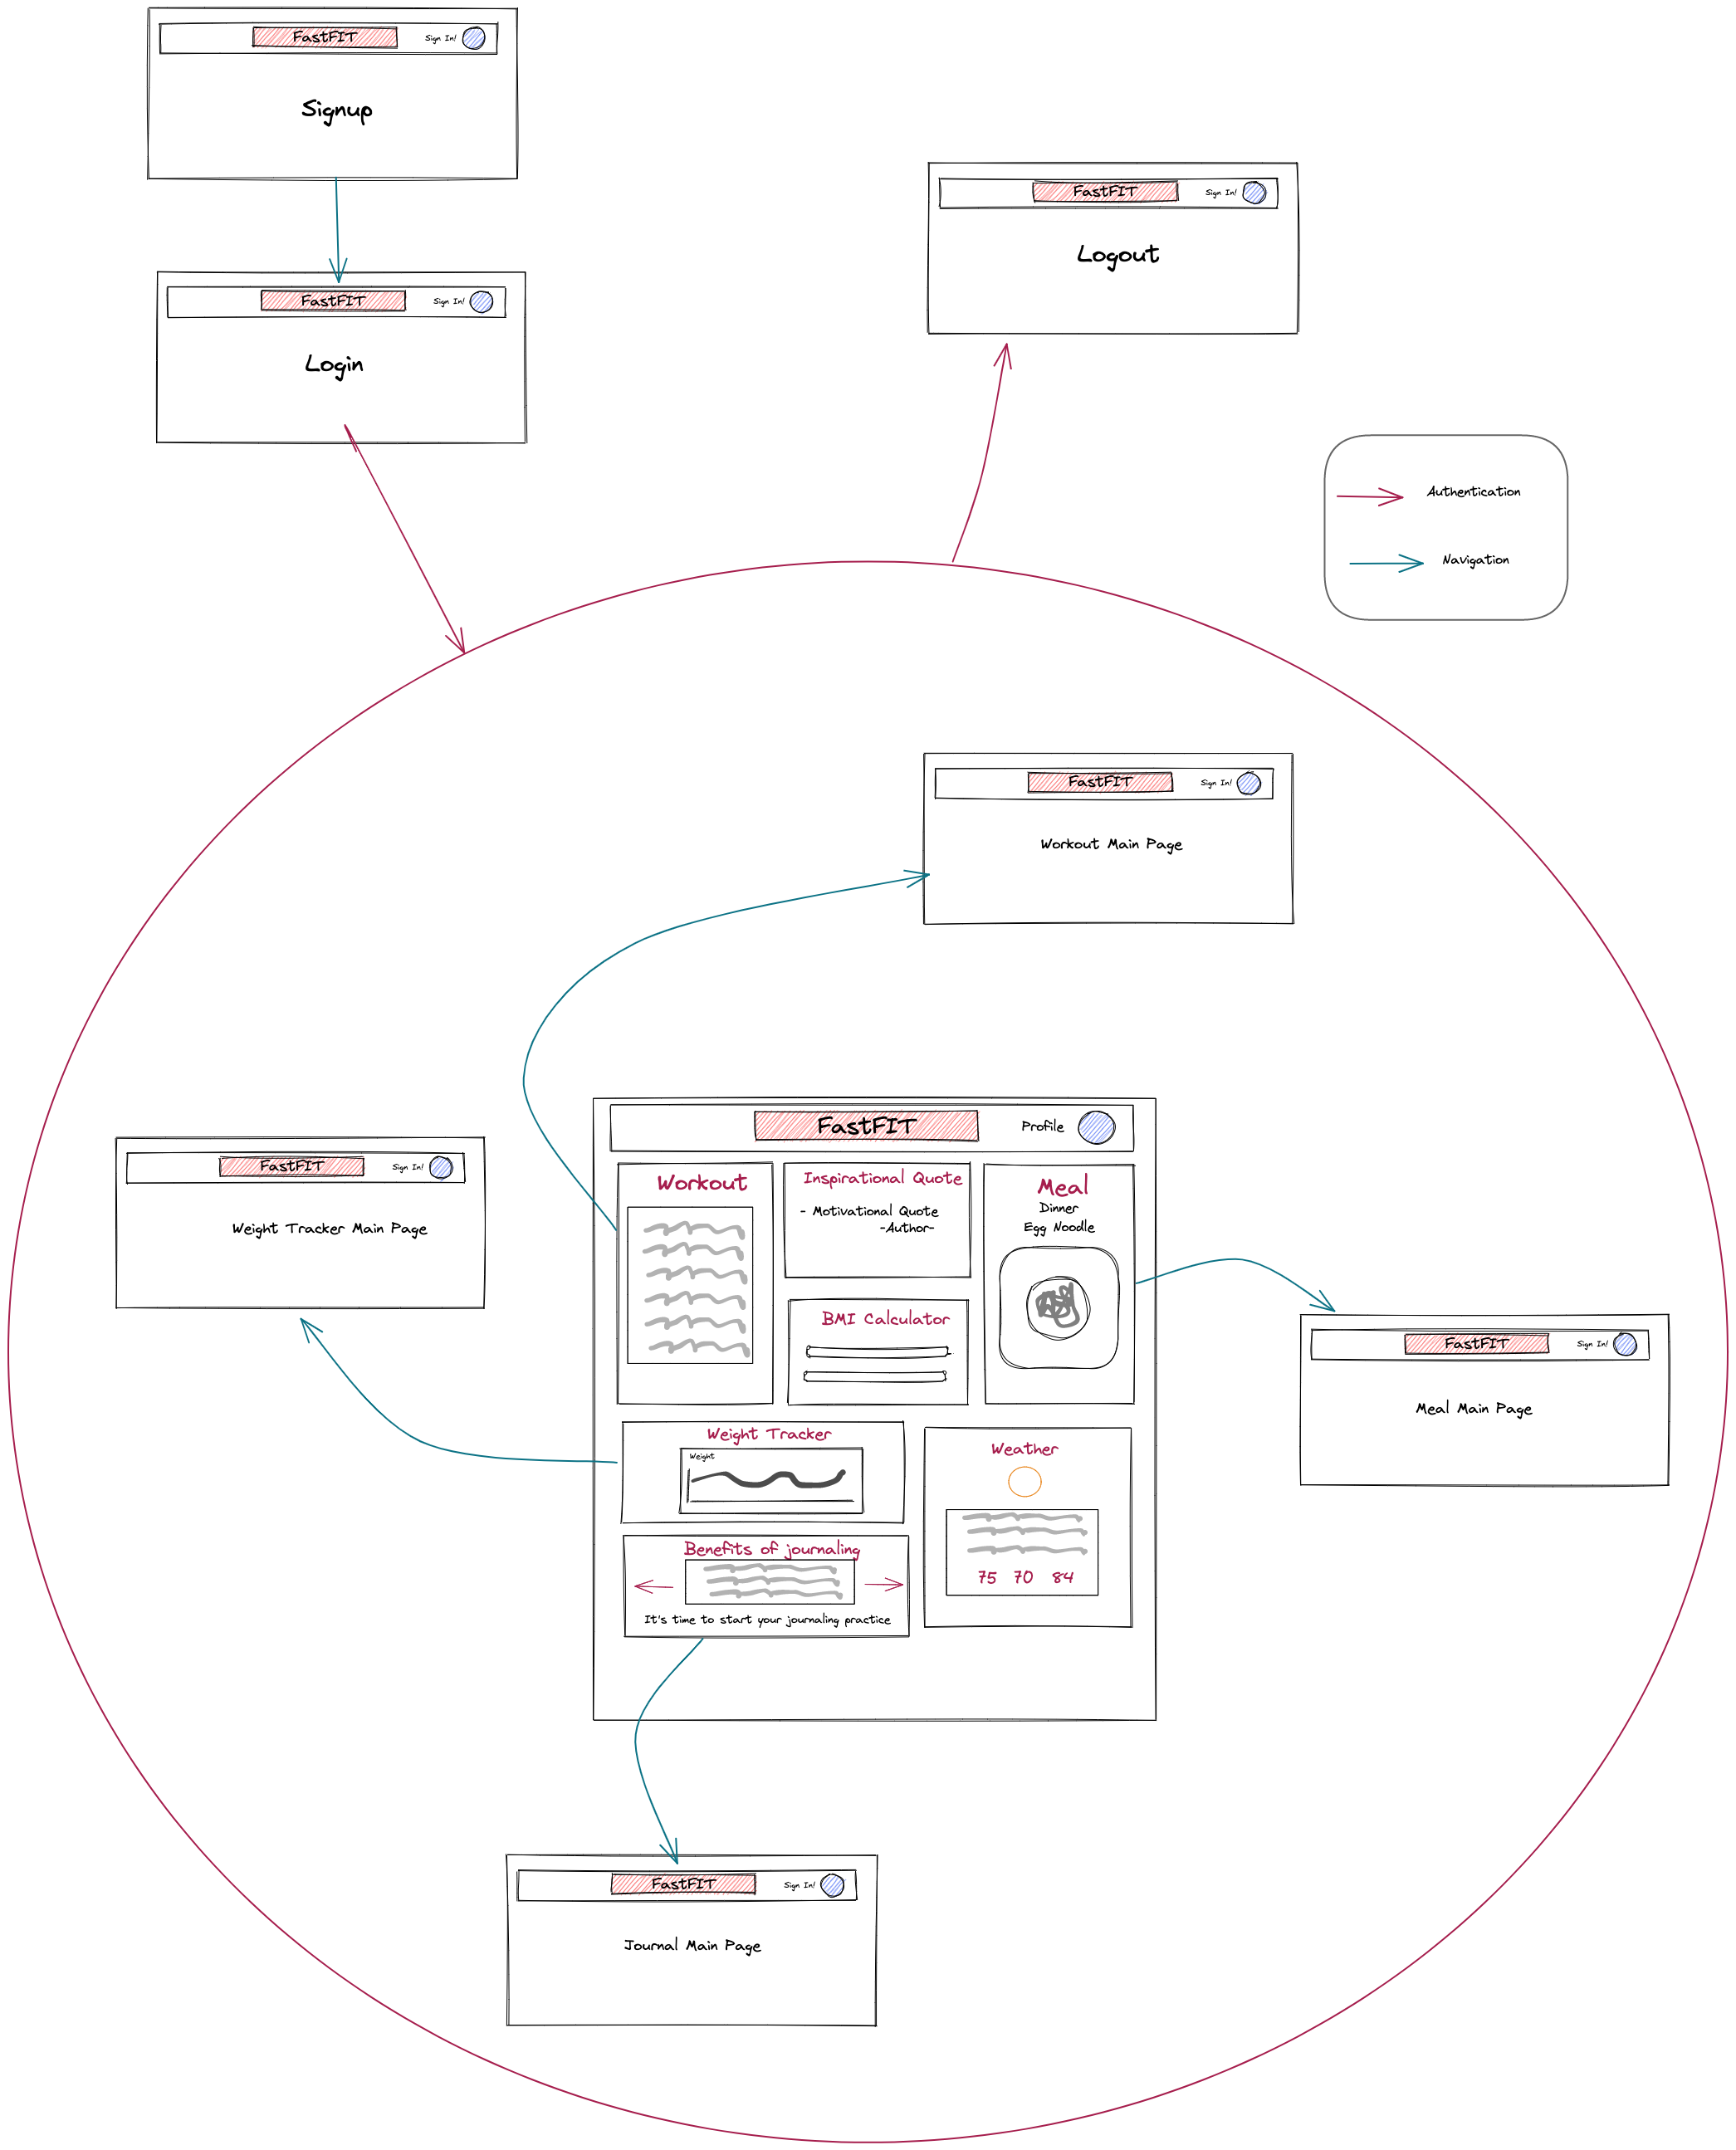 FastFIT
Sign In!
Signup
FastFIT
Sign In!
Logout
FastFIT
Sign In!
Login
Authentication
Navigation
FastFIT
Sign In!
Workout Main Page
FastFIT
Profile
FastFIT
Sign In!
Weight Tracker Main Page
Workout
Inspirational Quote
- Motivational Quote
-Author-
Meal
Dinner
Egg Noodle
BMI Calculator
FastFIT
Sign In!
Meal Main Page
Weight Tracker
Weight
Weather
75 70 84
Benefits of journaling
It's time to start your journaling practice
FastFIT
Sign In!
Journal Main Page